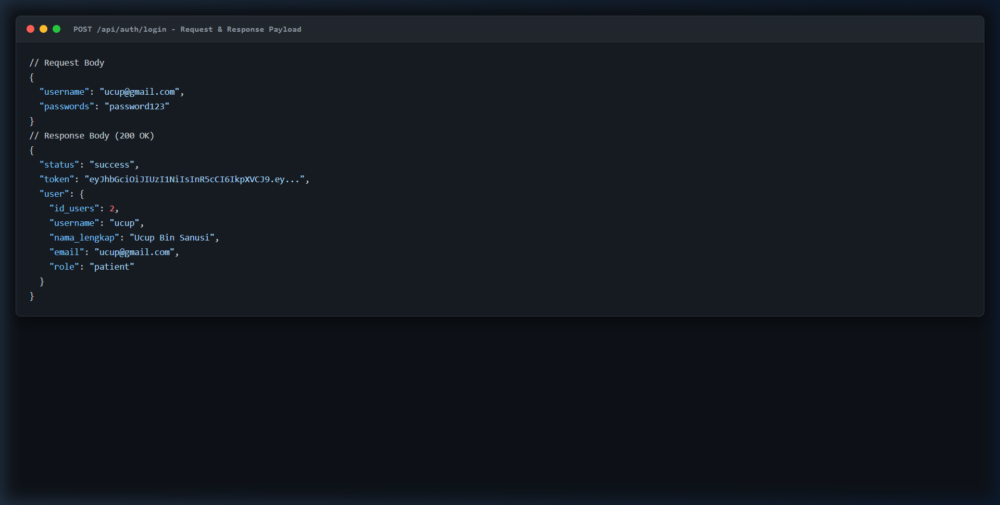 POST /api/auth/login - Request & Response Payload
// Request Body
{
  "username": "ucup@gmail.com",
  "passwords": "password123"
}
// Response Body (200 OK)
{
  "status": "success",
  "token": "eyJhbGciOiJIUzI1NiIsInR5cCI6IkpXVCJ9.ey...",
  "user": {
    "id_users": 2,
    "username": "ucup",
    "nama_lengkap": "Ucup Bin Sanusi",
    "email": "ucup@gmail.com",
    "role": "patient"
  }
}